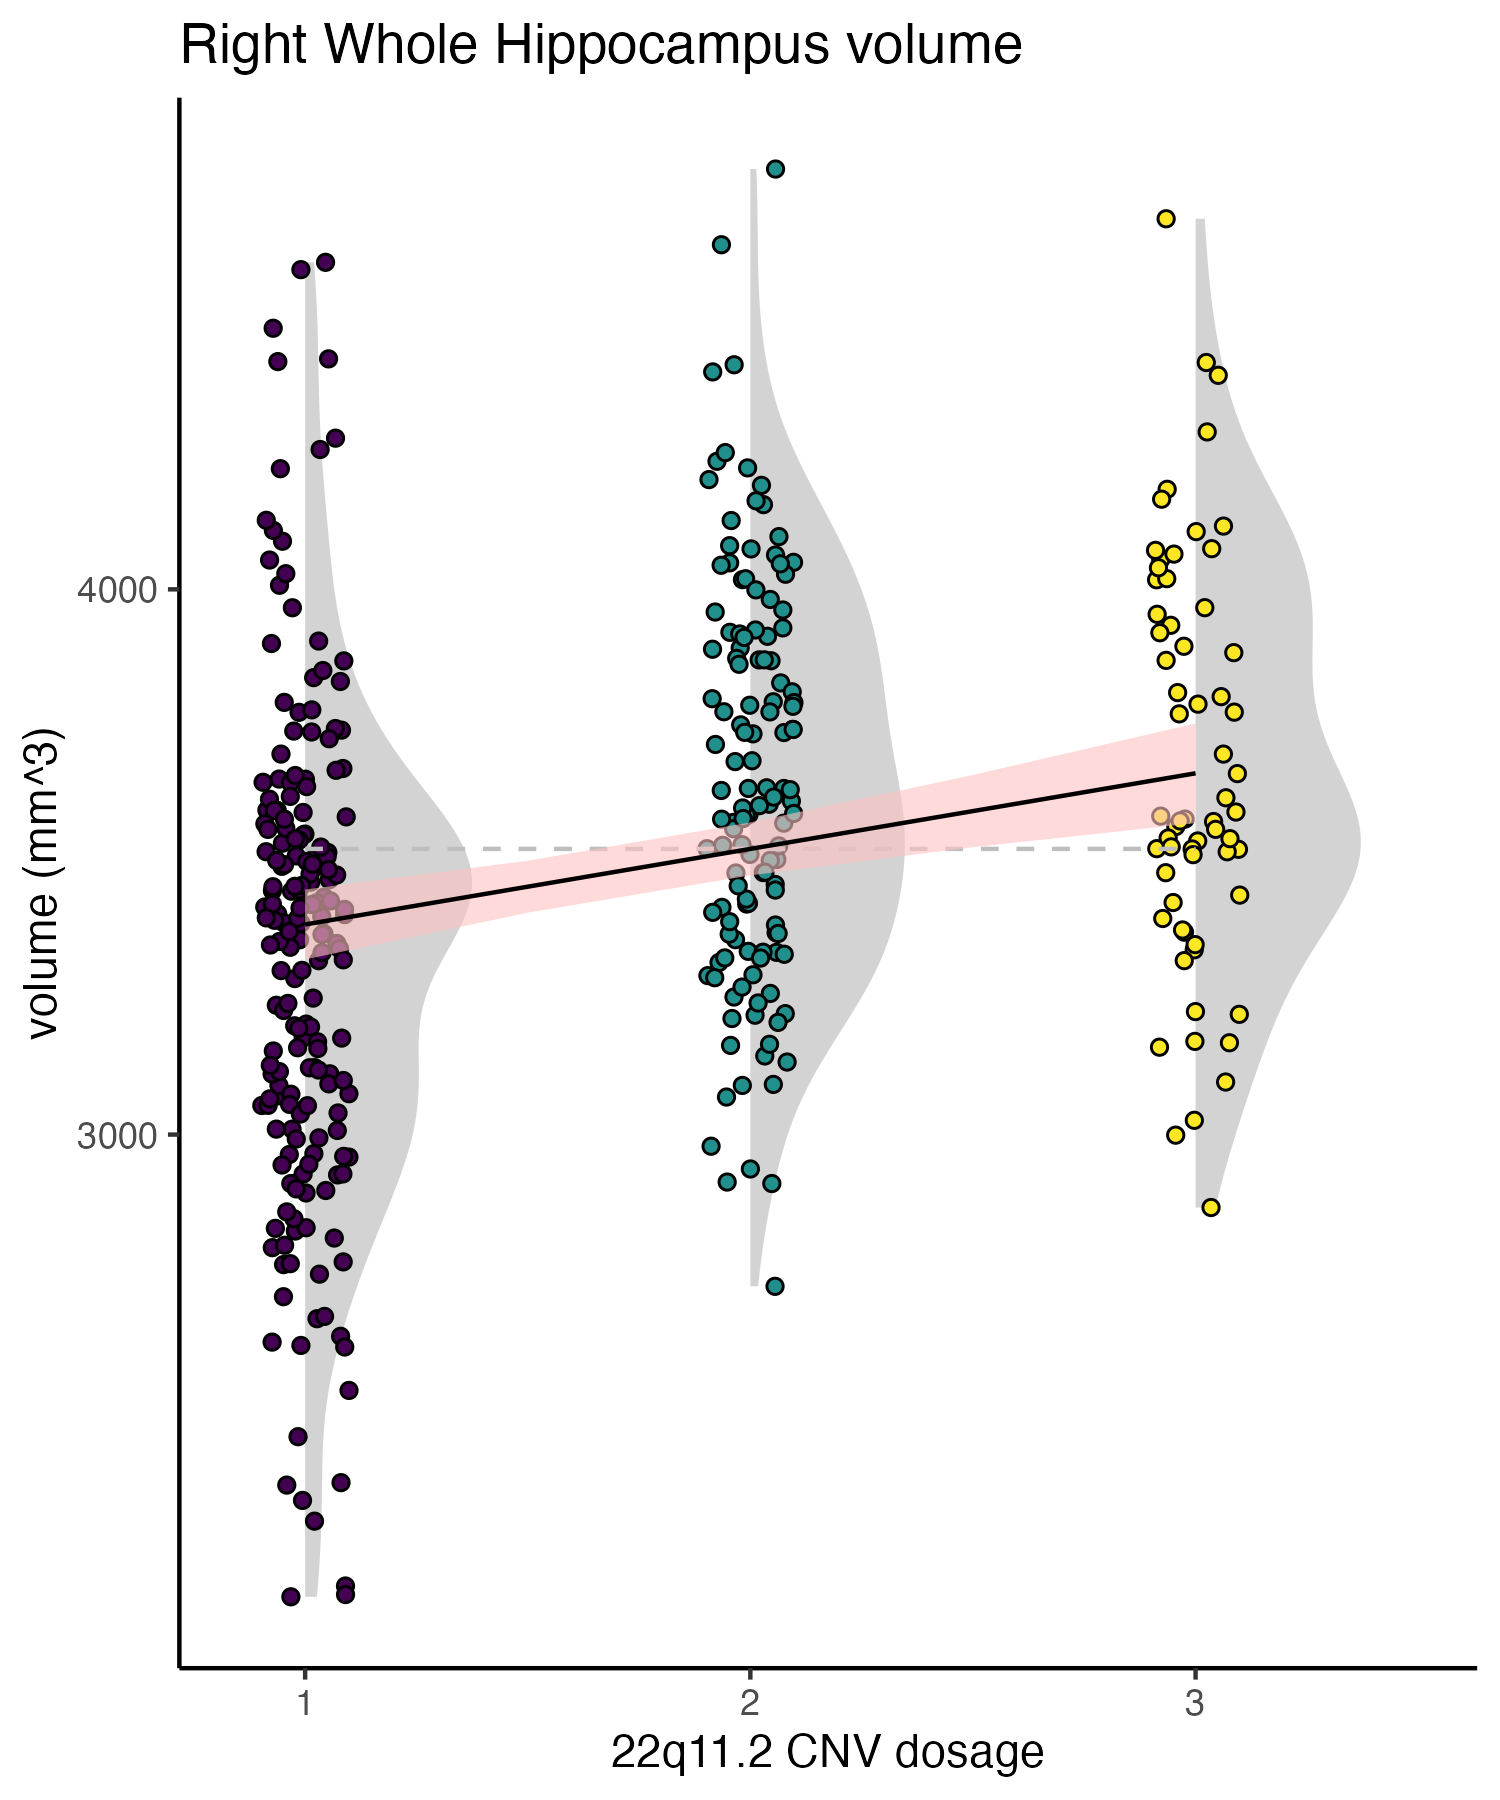 Right Whole Hippocampus volume
volume (mm^3)
4000
3000
1 2 3
22q11.2 CNV dosage